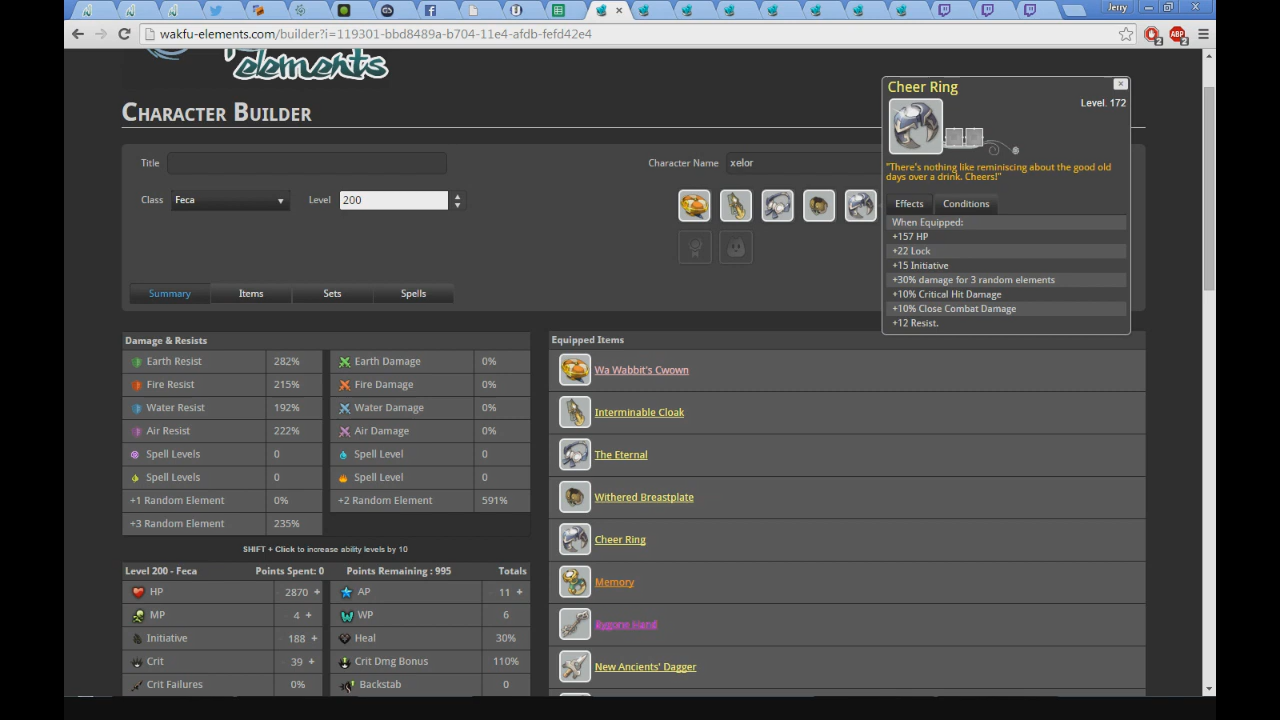 Jerry
wakfu-elements.com/builder?i=119301-bbd8489a-b704-11e4-afdb-fefd42e4
2
ABP
2
elements
CHARACTER BUILDER
Title
Character Name xelor
Class Feca Level 200
Summary Items Sets Spells
Cheer Ring
Level. 172
"There's nothing like reminiscing about the good old
days over a drink. Cheers!"
Effects Conditions
When Equipped:
+157 HP
+22 Lock
+15 Initiative
+30% damage for 3 random elements
+10% Critical Hit Damage
+10% Close Combat Damage
+12 Resist.
Damage & Resists
Earth Resist 282% Earth Damage 0%
Fire Resist 215% Fire Damage 0%
Water Resist 192% Water Damage 0%
Air Resist 222% Air Damage 0%
Spell Levels 0 Spell Level 0
Spell Levels 0 Spell Level 0
+1 Random Element 0% +2 Random Element 591%
+3 Random Element 235%
SHIFT + Click to increase ability levels by 10
Level 200 - Feca Points Spent: 0 Points Remaining : 995 Totals
HP 2870 + AP 11 +
MP 4 + WP 6
Initiative 188 + Heal 30%
Crit 39 + Crit Dmg Bonus 110%
Crit Failures 0% Backstab 0
Equipped Items
Wa Wabbit's Cwown
Interminable Cloak
The Eternal
Withered Breastplate
Cheer Ring
Memory
Bygone Hand
New Ancients' Dagger